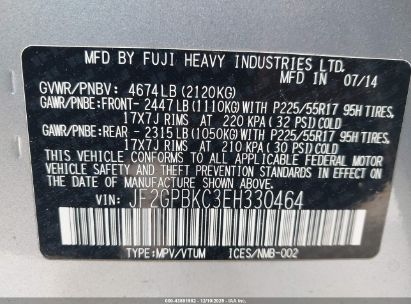 MFD BY FUJI HEAVY INDUSTRIES LTD.
MFD IN 07/14
GVWR/PNBV: 4674LB (2120KG)
GAWR/PNBE:FRONT- 2447LB (1110KG)WITH P225/55R17 95H TIRES,
17X7J RIMS AT 220 KPA (32 PSI)COLD
GAWR/PNBE:REAR - 2315LB (1050KG)WITH P225/55R17 95H TIRES,
17X7J RIMS AT 210 KPA (30 PSI)COLD
THIS VEHICLE CONFORMS TO ALL APPLICABLE FEDERAL MOTOR
VEHICLE SAFETY, BUMPER, AND THEFT PREVENTION STANDARDS
IN EFFECT ON THE DATE OF MANUFACTURE SHOWN ABOVE.
VIN: JF2GPBKC3EH330464
TYPE:MPV/VTUM ICES/NMB-002